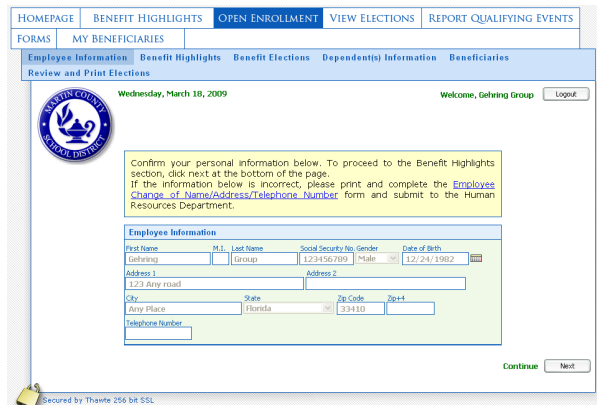 HOMEPAGE BENEFIT HIGHLIGHTS OPEN ENROLLMENT VIEW ELECTIONS REPORT QUALIFYING EVENTS
FORMS MY BENEFICIARIES
Employee Information Benefit Highlights Benefit Elections Dependent(s) Information Beneficiaries
Review and Print Elections
MARTIN COUNTY
SCHOOL DISTRICT
Wednesday, March 18, 2009 Welcome, Gehring Group Logout
Confirm your personal information below. To proceed to the Benefit Highlights
section, click next at the bottom of the page.
If the information below is incorrect, please print and complete the Employee
Change of Name/Address/Telephone Number form and submit to the Human
Resources Department.
Employee Information
First Name M.I. Last Name Social Security No. Gender Date of Birth
Gehring Group 123456789 Male 12/24/1982
Address 1 Address 2
123 Any road
City State Zip Code Zip+4
Any Place Florida 33410
Telephone Number
Continue Next
Secured by Thawte 256 bit SSL